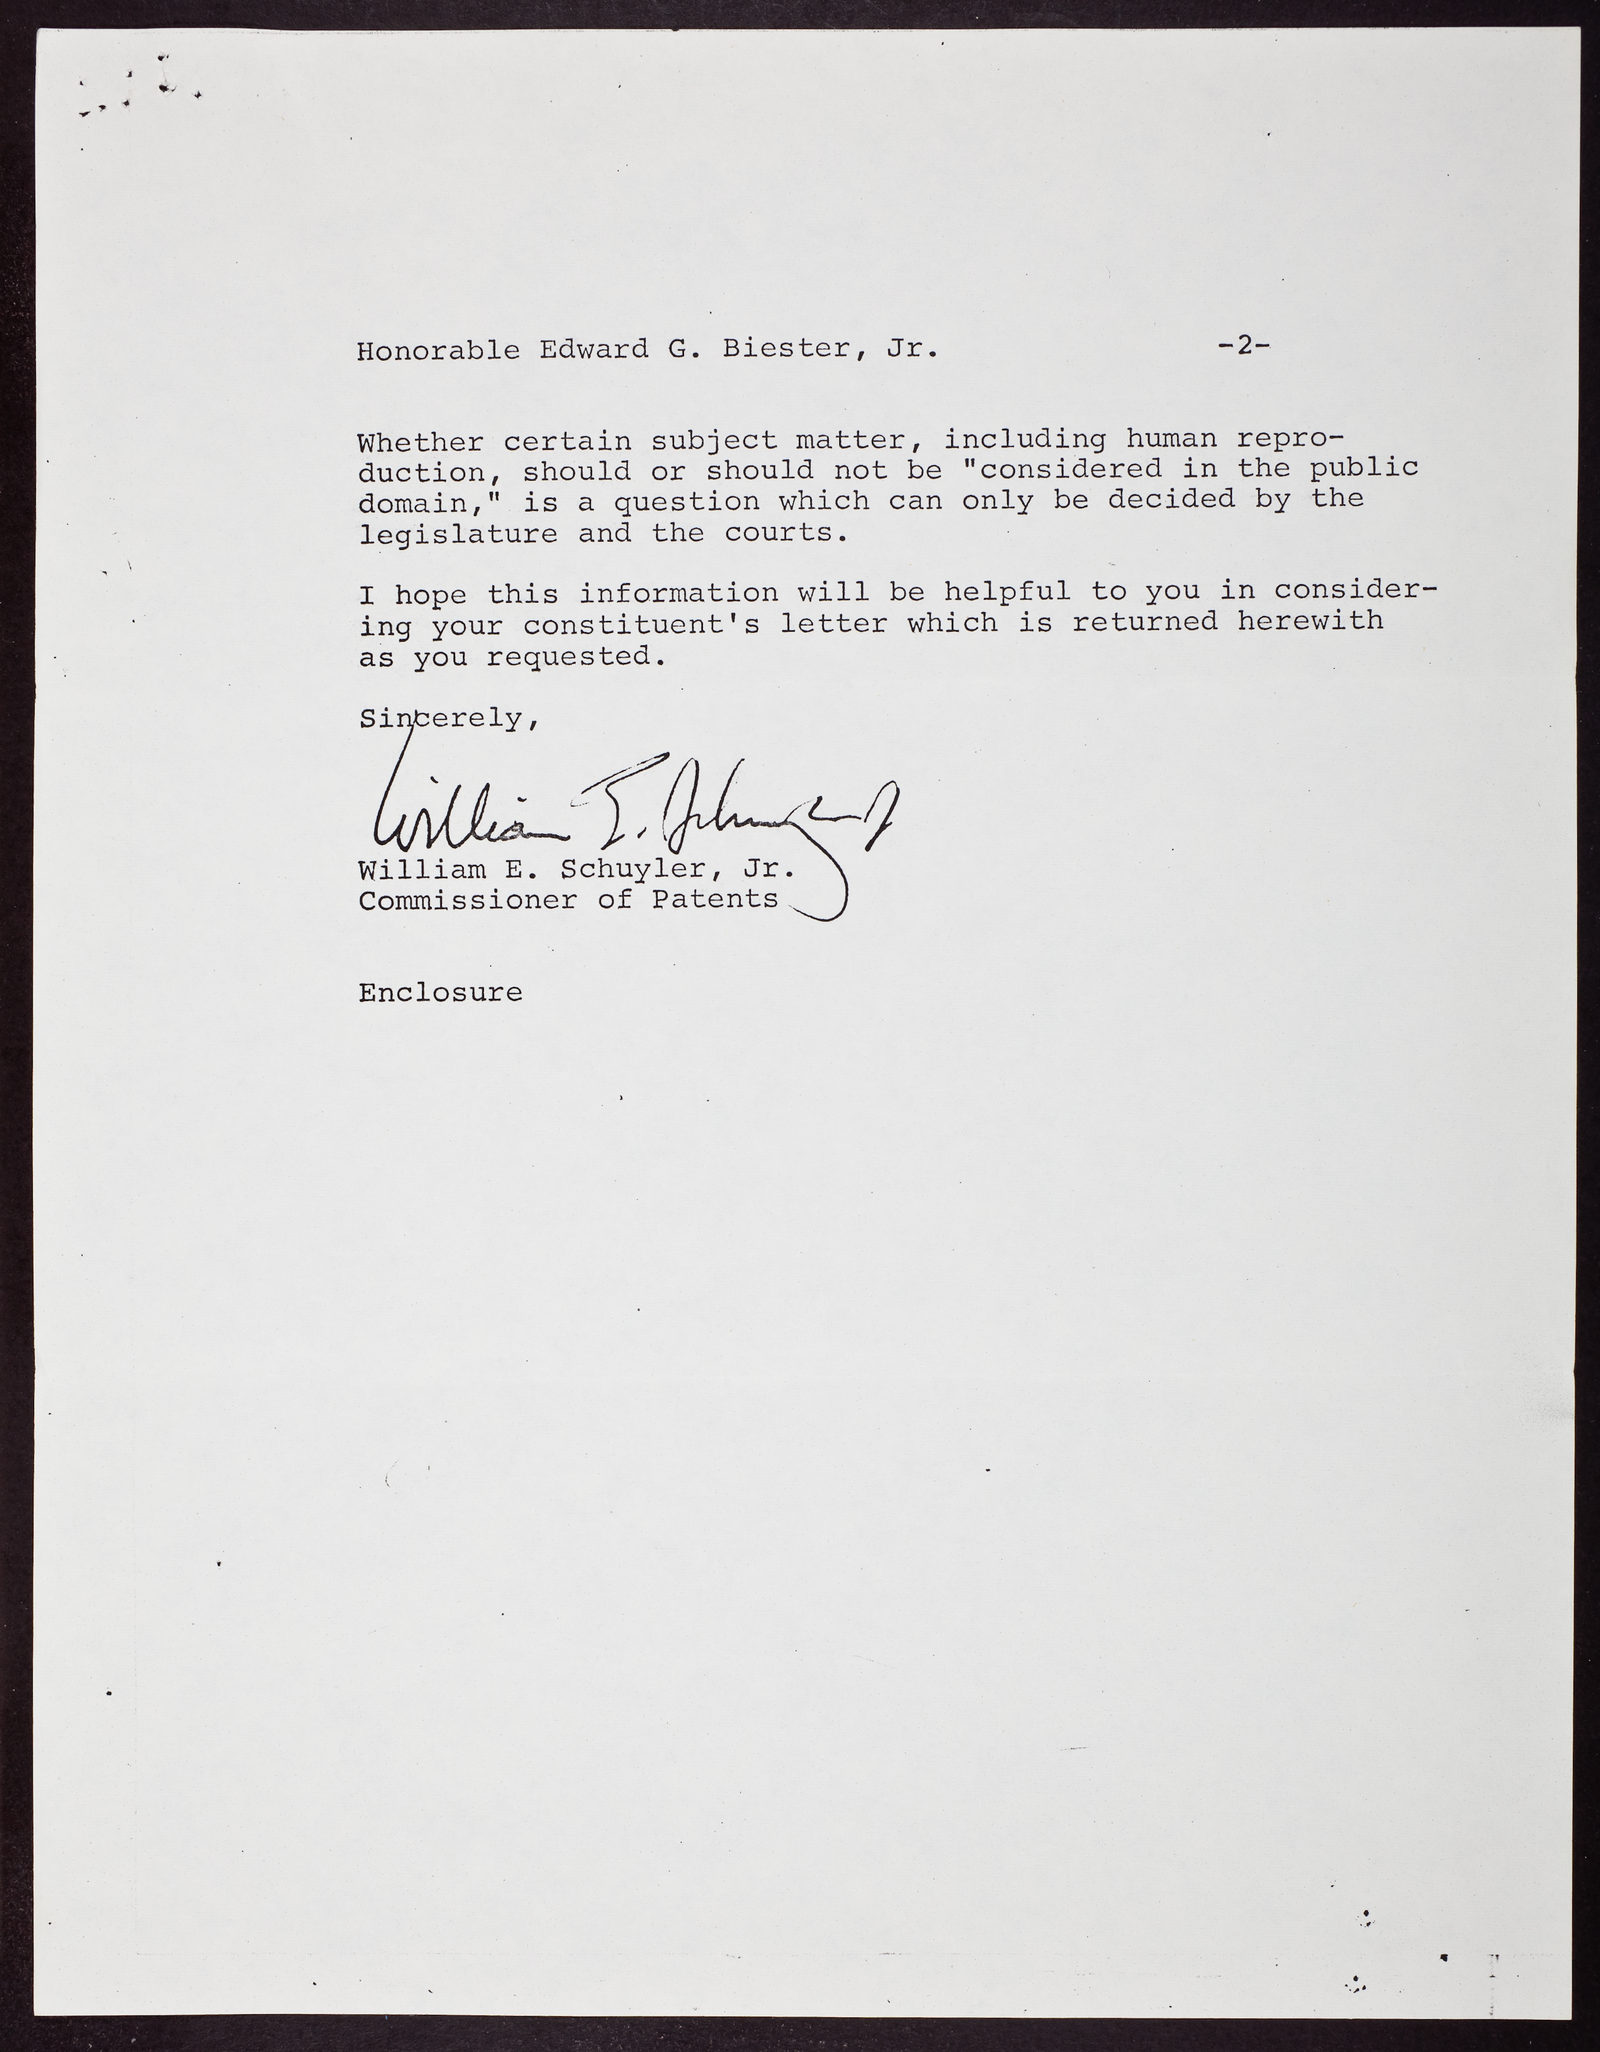 Honorable Edward G. Biester, Jr. -2-
Whether certain subject matter, including human repro-
duction, should or should not be "considered in the public
domain," is a question which can only be decided by the
legislature and the courts.
I hope this information will be helpful to you in consider-
ing your constituent's letter which is returned herewith
as you requested.
Sincerely,
William E. Schuyler Jr
William E. Schuyler, Jr.
Commissioner of Patents
Enclosure